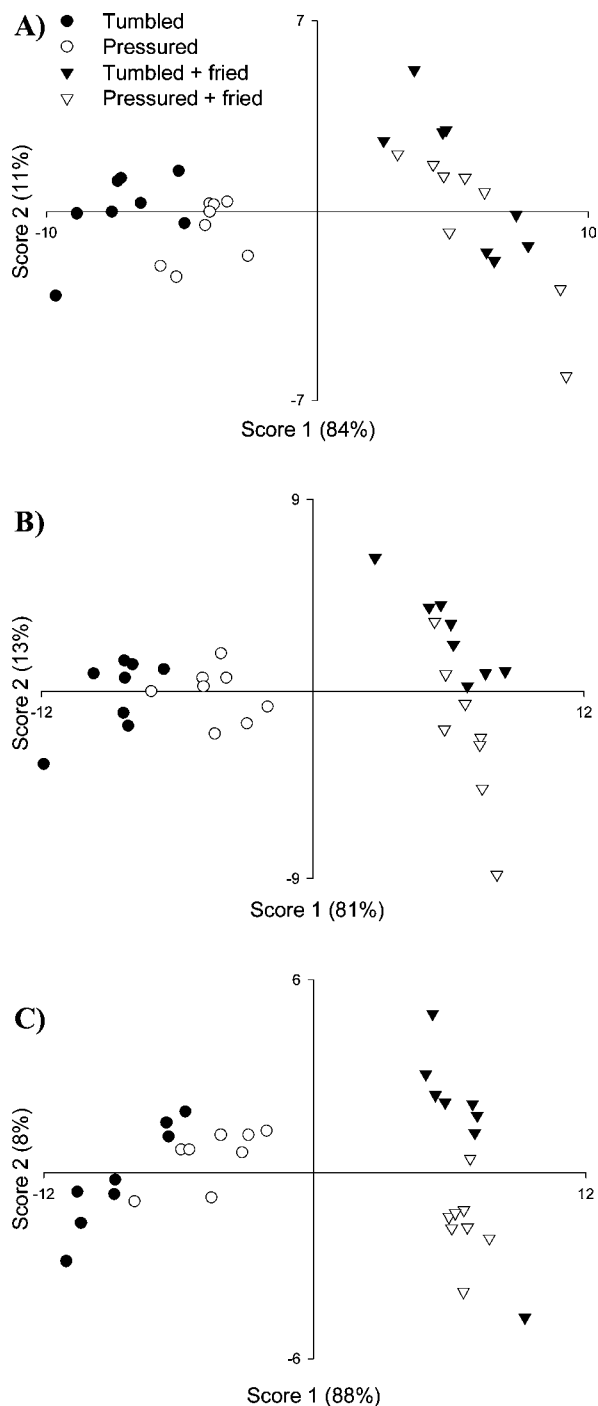 A)
Tumbled
Pressured
Tumbled + fried
Pressured + fried
7
Score 2 (11%)
-10
10
-7
Score 1 (84%)
B)
9
Score 2 (13%)
-12
12
-9
Score 1 (81%)
C)
6
Score 2 (8%)
-12
12
-6
Score 1 (88%)